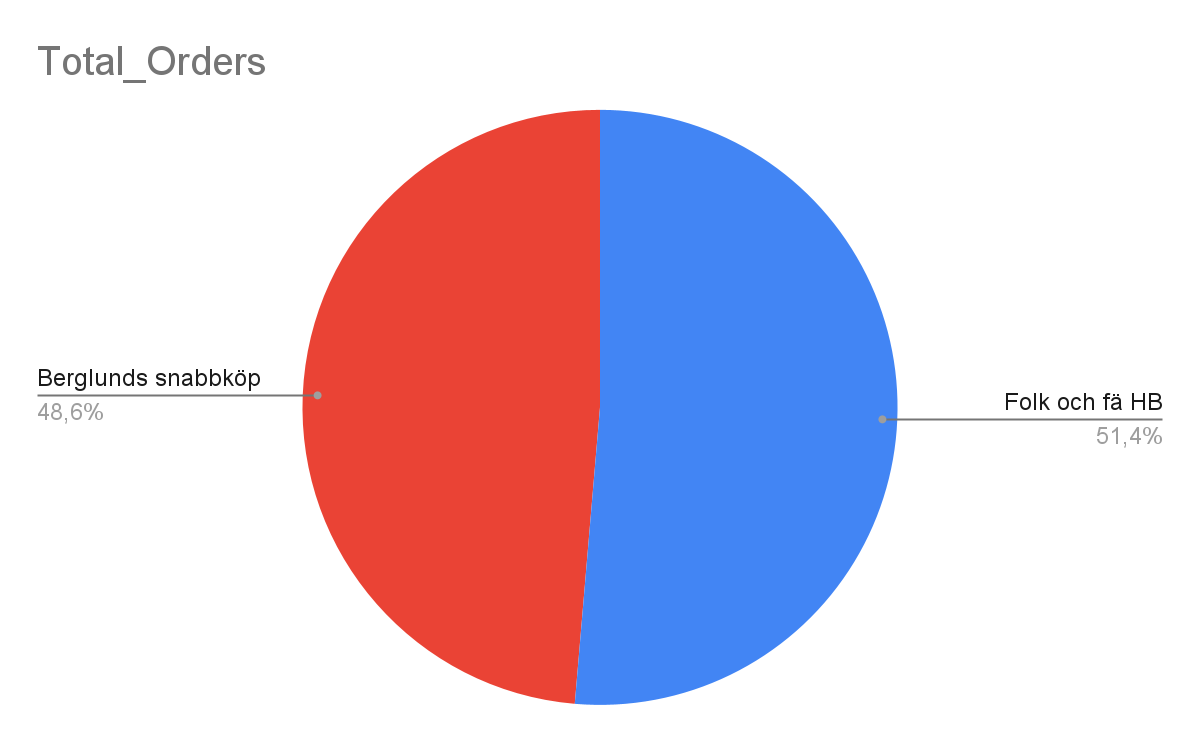 Total_Orders
Berglunds snabbköp
48,6%
Folk och fä HB
51,4%